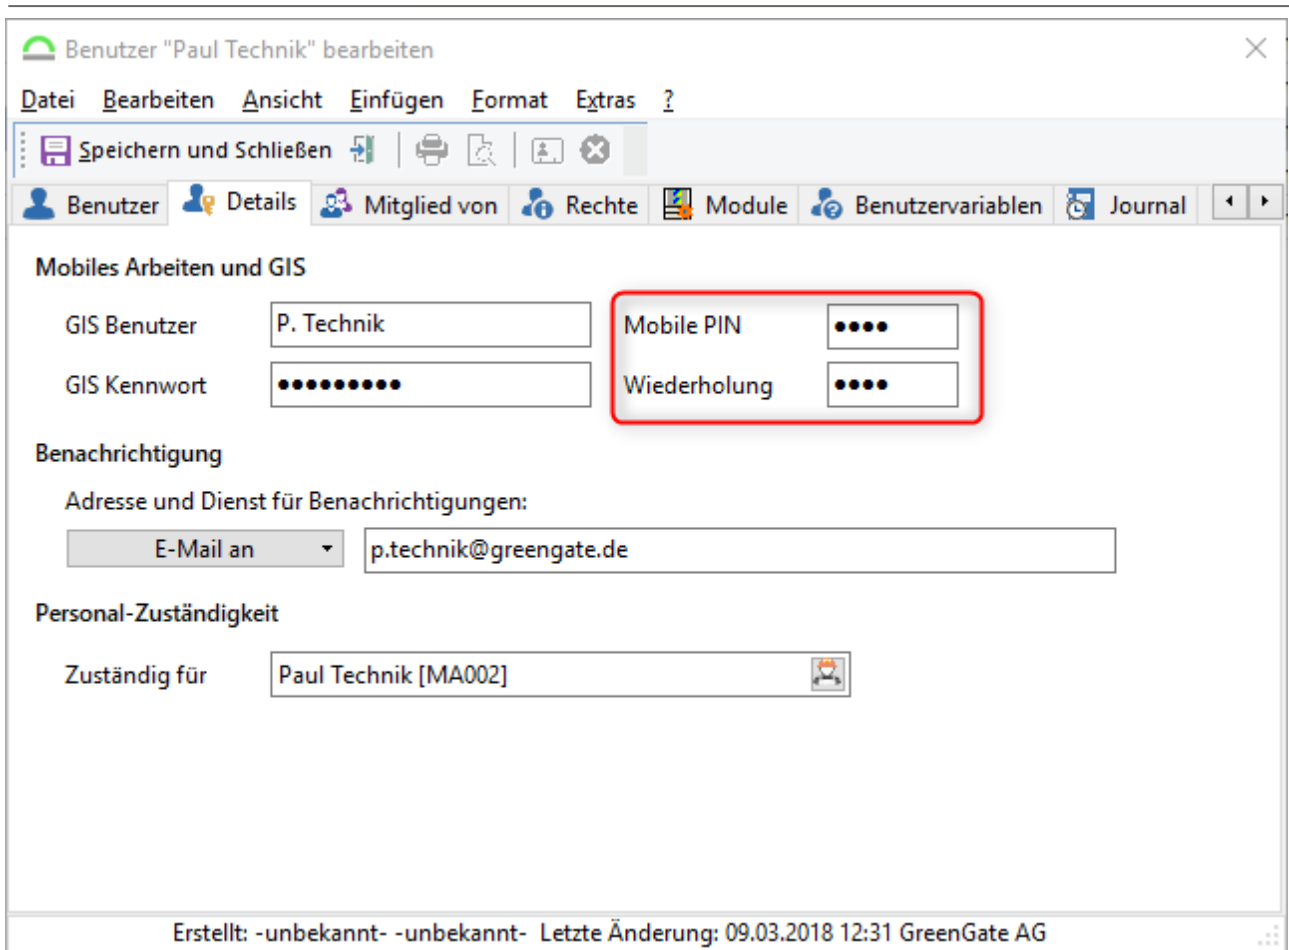 Benutzer "Paul Technik" bearbeiten
Datei Bearbeiten Ansicht Einfügen Format Extras ?
Speichern und Schließen
Benutzer Details Mitglied von Rechte Module Benutzervariablen Journal
Mobiles Arbeiten und GIS
GIS Benutzer P. Technik Mobile PIN ●●●●
GIS Kennwort ●●●●●●●●● Wiederholung ●●●●
Benachrichtigung
Adresse und Dienst für Benachrichtigungen:
E-Mail an p.technik@greengate.de
Personal-Zuständigkeit
Zuständig für Paul Technik [MA002]
Erstellt: -unbekannt- -unbekannt- Letzte Änderung: 09.03.2018 12:31 GreenGate AG